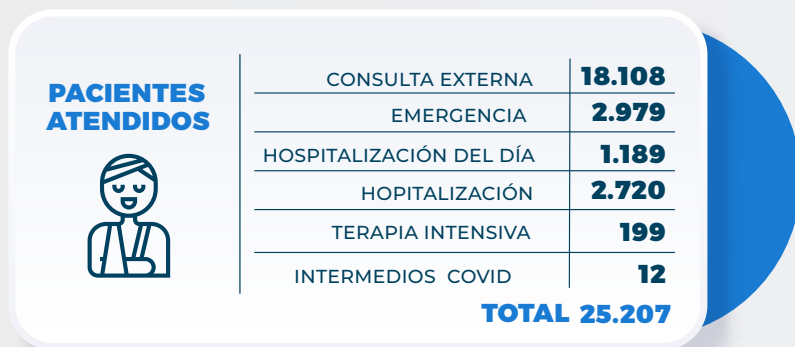 PACIENTES
ATENDIDOS
CONSULTA EXTERNA 18.108
EMERGENCIA 2.979
HOSPITALIZACIÓN DEL DÍA 1.189
HOPITALIZACIÓN 2.720
TERAPIA INTENSIVA 199
INTERMEDIOS COVID 12
TOTAL 25.207